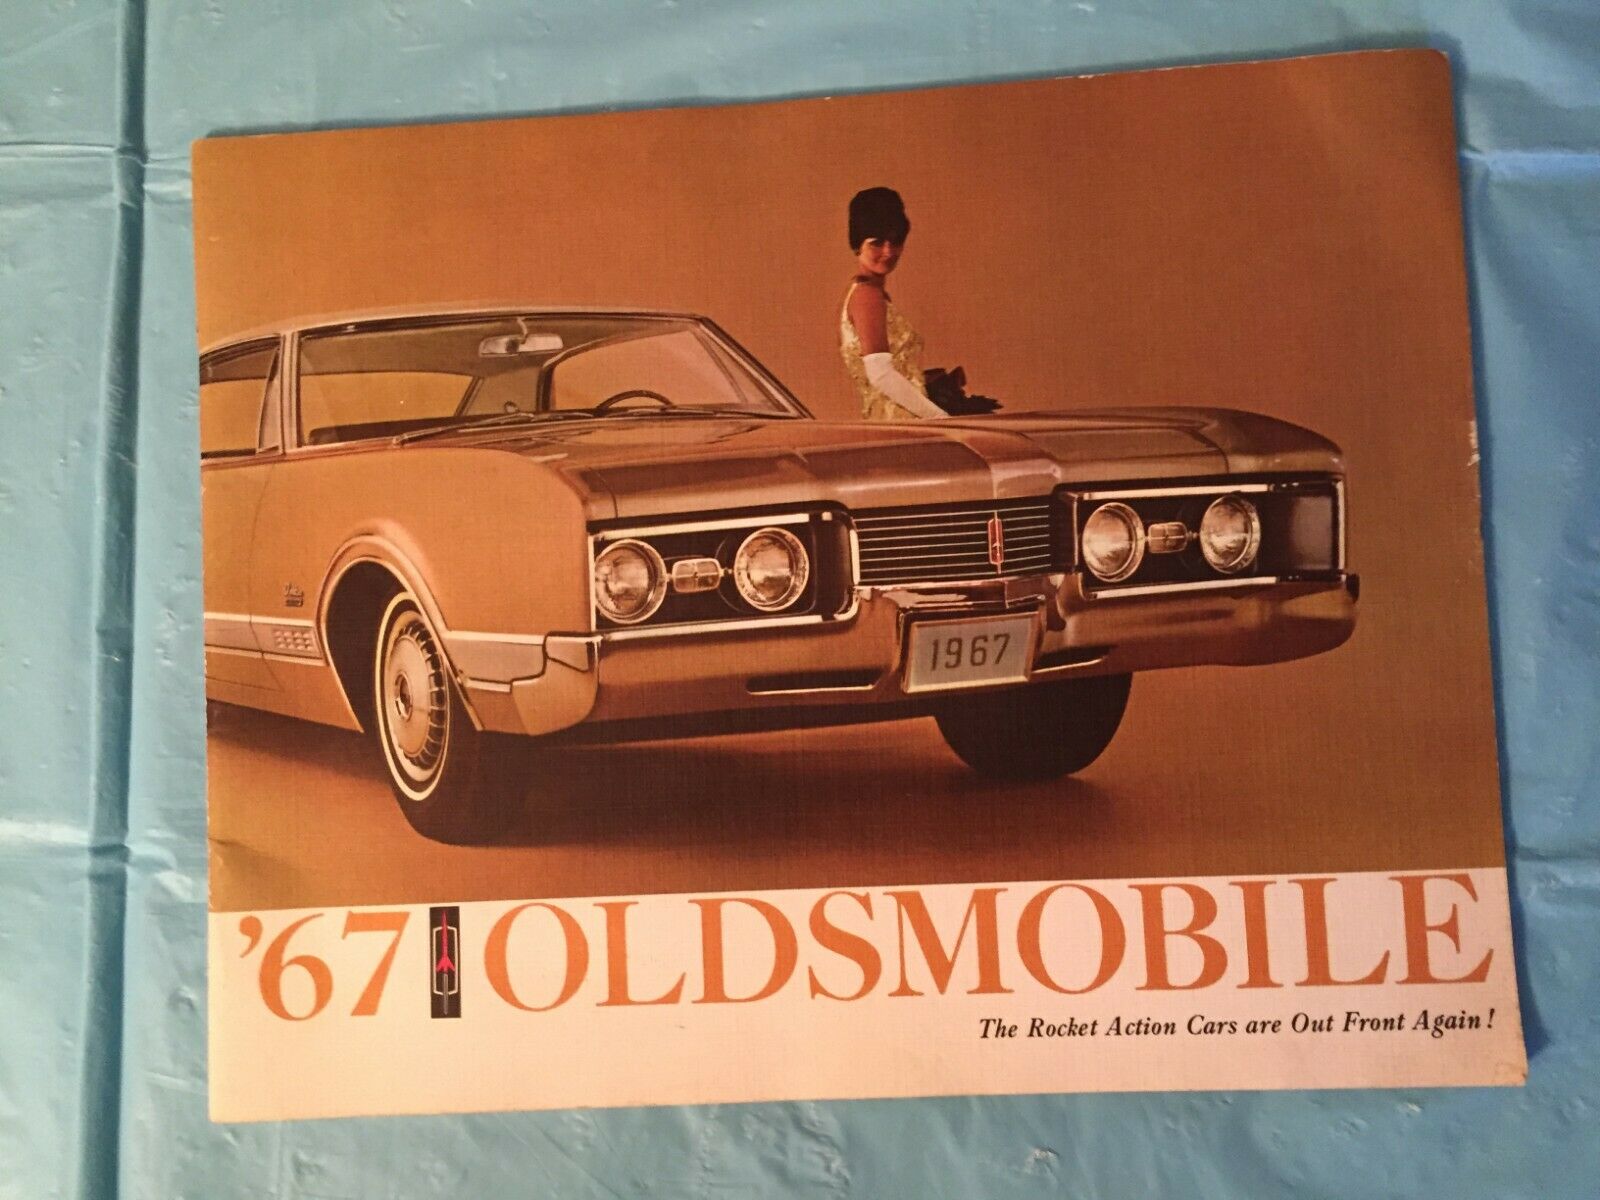 1967
'67 OLDSMOBILE
The Rocket Action Cars are Out Front Again!